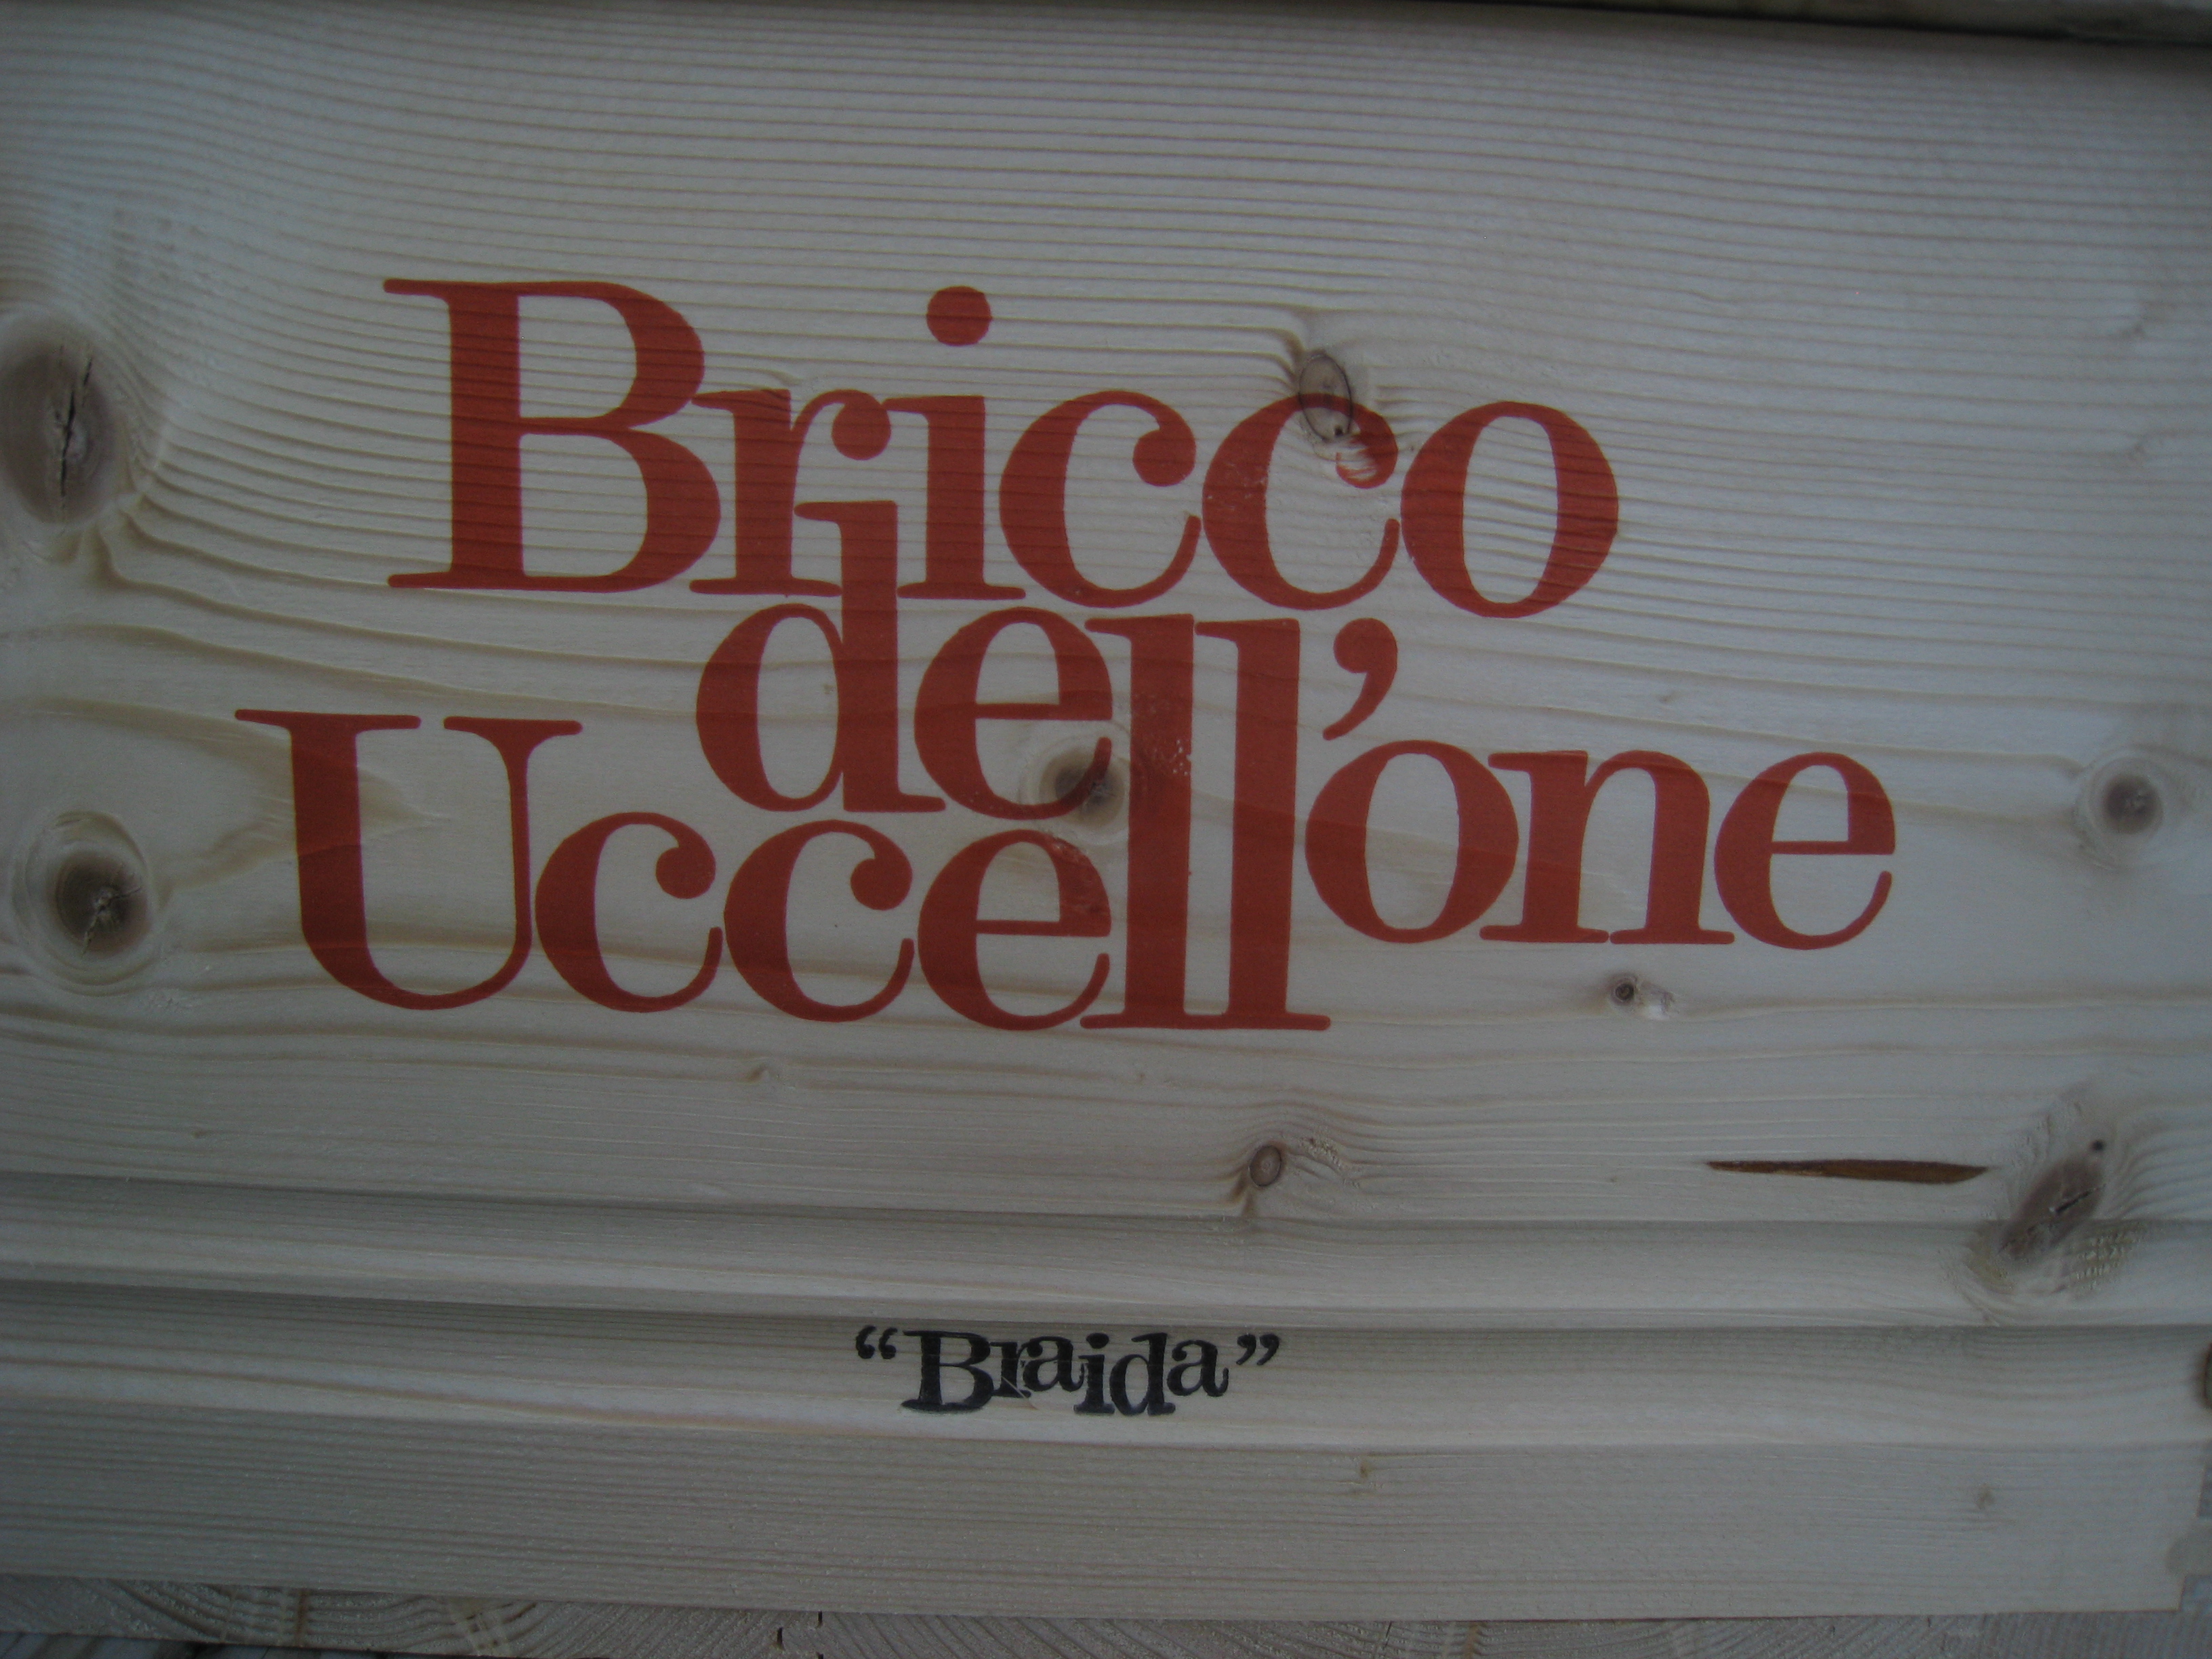 Bricco
dell'
Uccellone
“Braida”